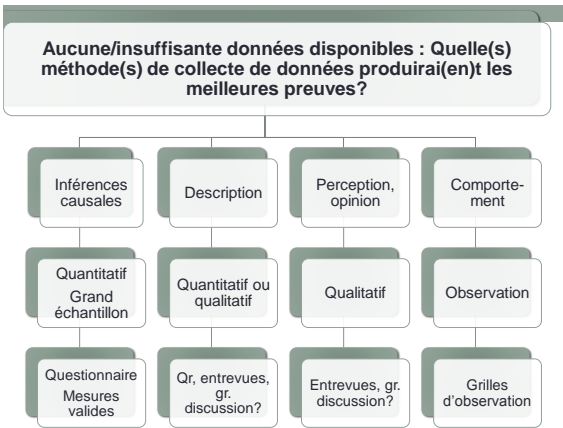 Aucune/insuffisante données disponibles : Quelle(s)
méthode(s) de collecte de données produirai(en)t les
meilleures preuves?
Inférences
causales
Description
Perception,
opinion
Comporte-
ment
Quantitatif
Grand
échantillon
Quantitatif ou
qualitatif
Qualitatif
Observation
Questionnaire
Mesures
valides
Qr, entrevues,
gr.
discussion?
Entrevues, gr.
discussion?
Grilles
d'observation